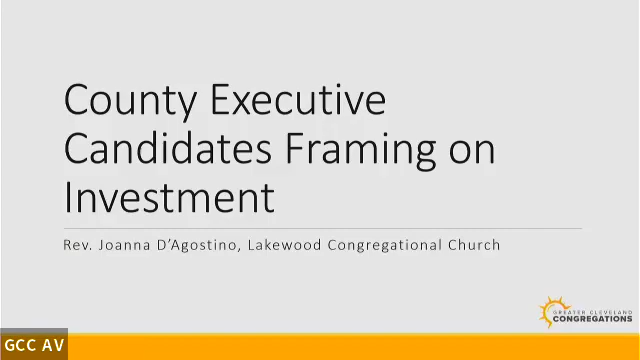 County Executive
Candidates Framing on
Investment
Rev. Joanna D’Agostino, Lakewood Congregational Church
GREATER CLEVELAND
CONGREGATIONS
GCC AV